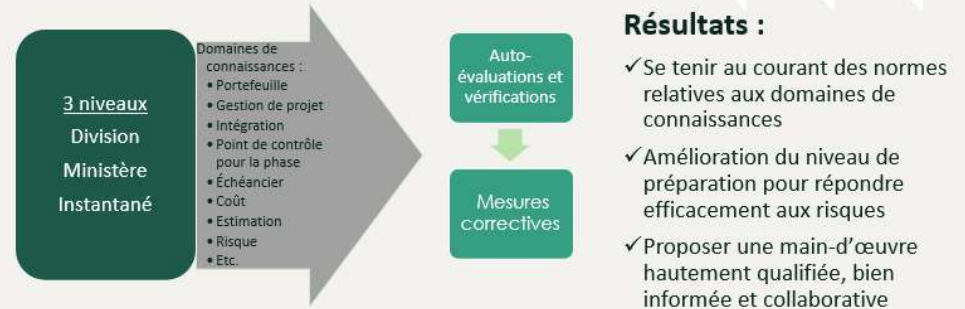 3 niveaux
Division
Ministère
Instantané
Domaines de
connaissances :
• Portefeuille
• Gestion de projet
• Intégration
• Point de contrôle
pour la phase
• Échéancier
• Coût
• Estimation
• Risque
• Etc.
Auto-
évaluations et
vérifications
Mesures
correctives
Résultats :
✓Se tenir au courant des normes
relatives aux domaines de
connaissances
✓Amélioration du niveau de
préparation pour répondre
efficacement aux risques
✓Proposer une main-d'œuvre
hautement qualifiée, bien
informée et collaborative